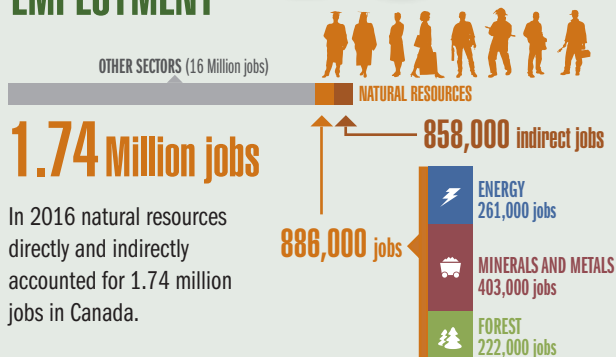 EMPLOYMENT
OTHER SECTORS (16 Million jobs)
NATURAL RESOURCES
1.74 Million jobs
858,000 indirect jobs
In 2016 natural resources
directly and indirectly
accounted for 1.74 million
jobs in Canada.
886,000 jobs
ENERGY
261,000 jobs
MINERALS AND METALS
403,000 jobs
FOREST
222,000 jobs